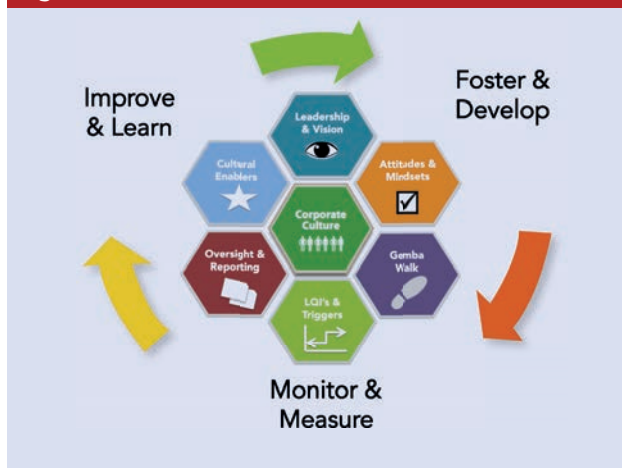 Improve
& Learn
Foster &
Develop
Leadership
& Vision
Cultural
Enablers
Attitudes &
Mindsets
Corporate
Culture
Oversight &
Reporting
Gemba
Walk
LQI's &
Triggers
Monitor &
Measure